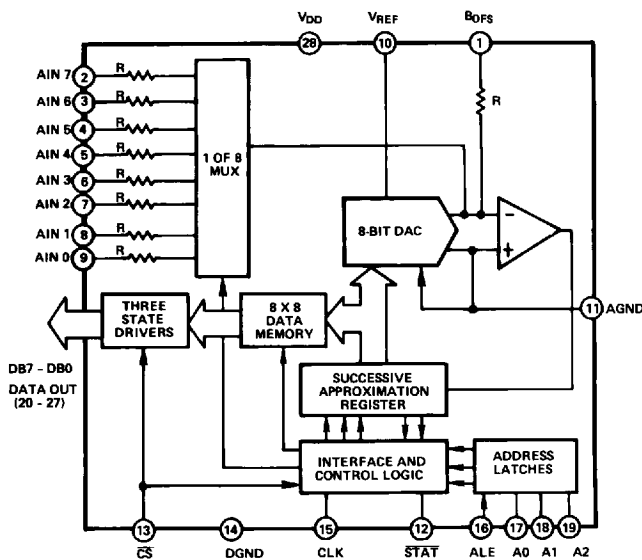 VDD VREF BOFS
28 10 1
AIN 7 2 R
AIN 6 3 R
AIN 5 4 R
AIN 4 5 R
AIN 3 6 R
AIN 2 7 R
AIN 1 8 R
AIN 0 9 R
1 OF 8
MUX
R
8-BIT DAC
−
+
11 AGND
THREE
STATE
DRIVERS
8 X 8
DATA
MEMORY
DB7 – DB0
DATA OUT
(20 – 27)
SUCCESSIVE
APPROXIMATION
REGISTER
INTERFACE AND
CONTROL LOGIC
ADDRESS
LATCHES
13 14 15 12 16 17 18 19
CS DGND CLK STAT ALE A0 A1 A2